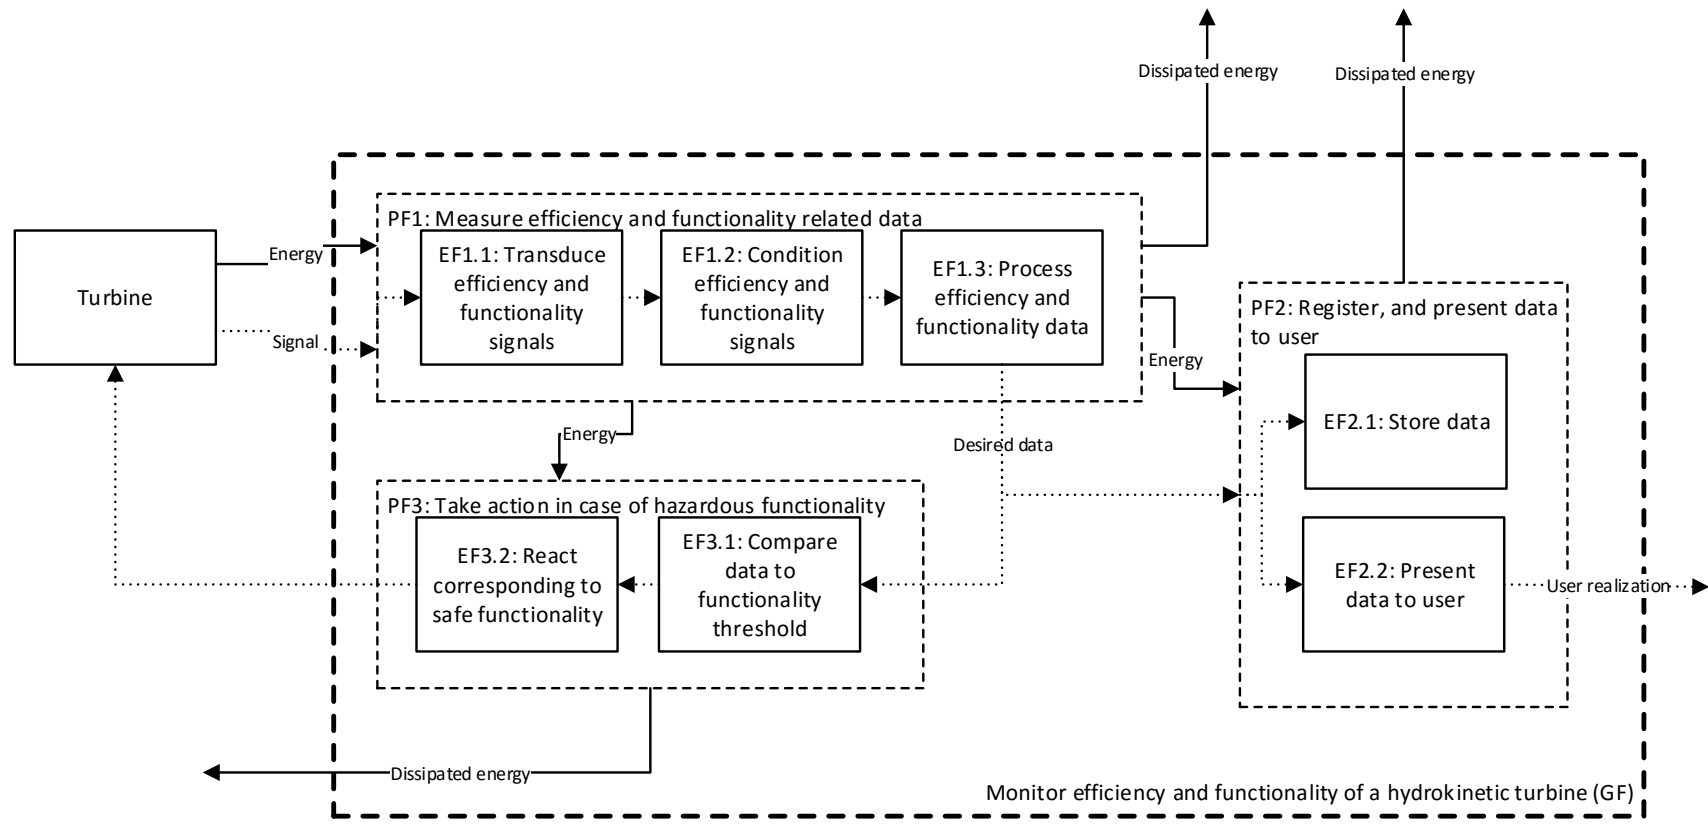 Dissipated energy
Dissipated energy
PF1: Measure efficiency and functionality related data
Turbine
Energy
Signal
EF1.1: Transduce
efficiency and
functionality
signals
EF1.2: Condition
efficiency and
functionality
signals
EF1.3: Process
efficiency and
functionality data
Energy
PF2: Register, and present data
to user
EF2.1: Store data
EF2.2: Present
data to user
User realization
Energy
Desired data
PF3: Take action in case of hazardous functionality
EF3.2: React
corresponding to
safe functionality
EF3.1: Compare
data to
functionality
threshold
Dissipated energy
Monitor efficiency and functionality of a hydrokinetic turbine (GF)